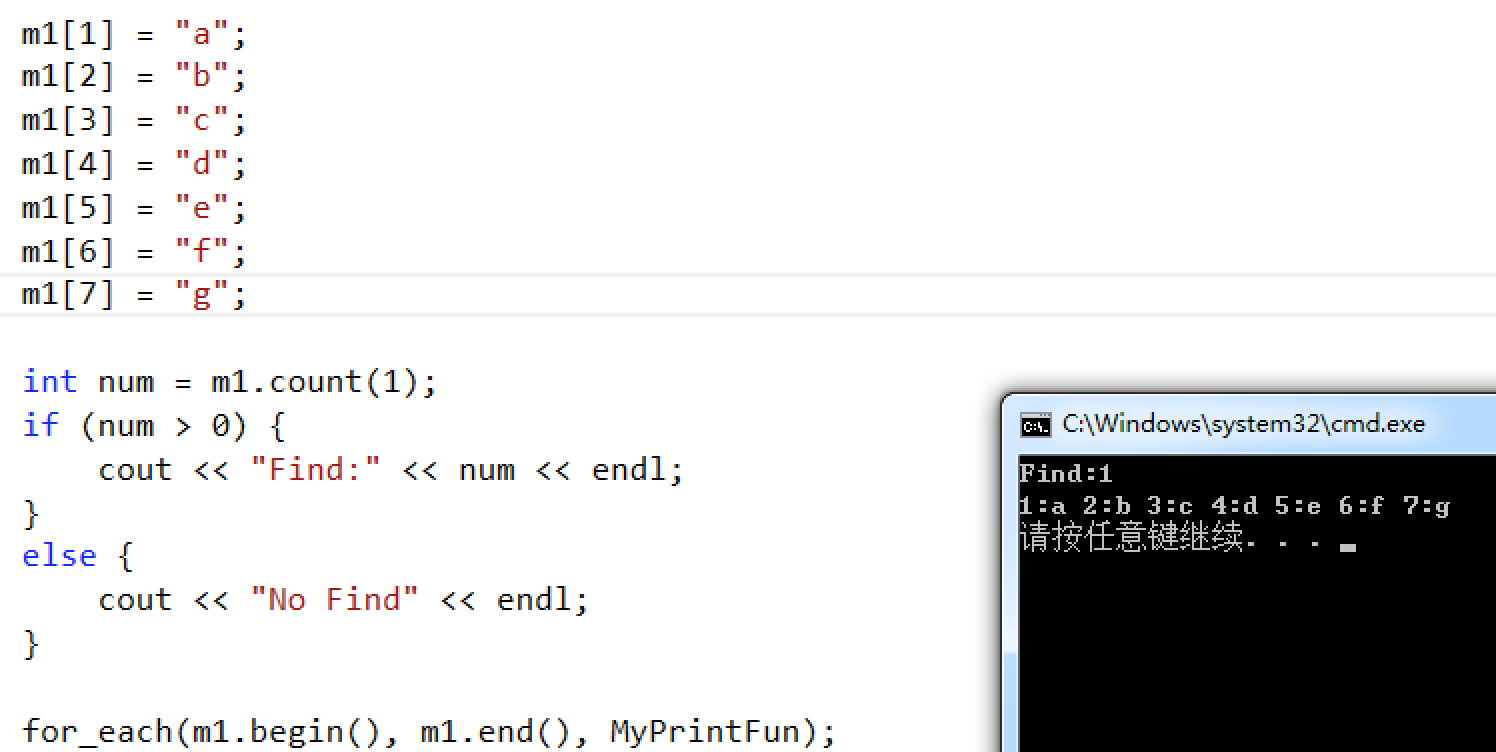 m1[1] = "a";
m1[2] = "b";
m1[3] = "c";
m1[4] = "d";
m1[5] = "e";
m1[6] = "f";
m1[7] = "g";
int num = m1.count(1);
if (num > 0) {
    cout << "Find:" << num << endl;
}
else {
    cout << "No Find" << endl;
}
for_each(m1.begin(), m1.end(), MyPrintFun);
C:\Windows\system32\cmd.exe
Find:1
1:a 2:b 3:c 4:d 5:e 6:f 7:g
请按任意键继续. . .